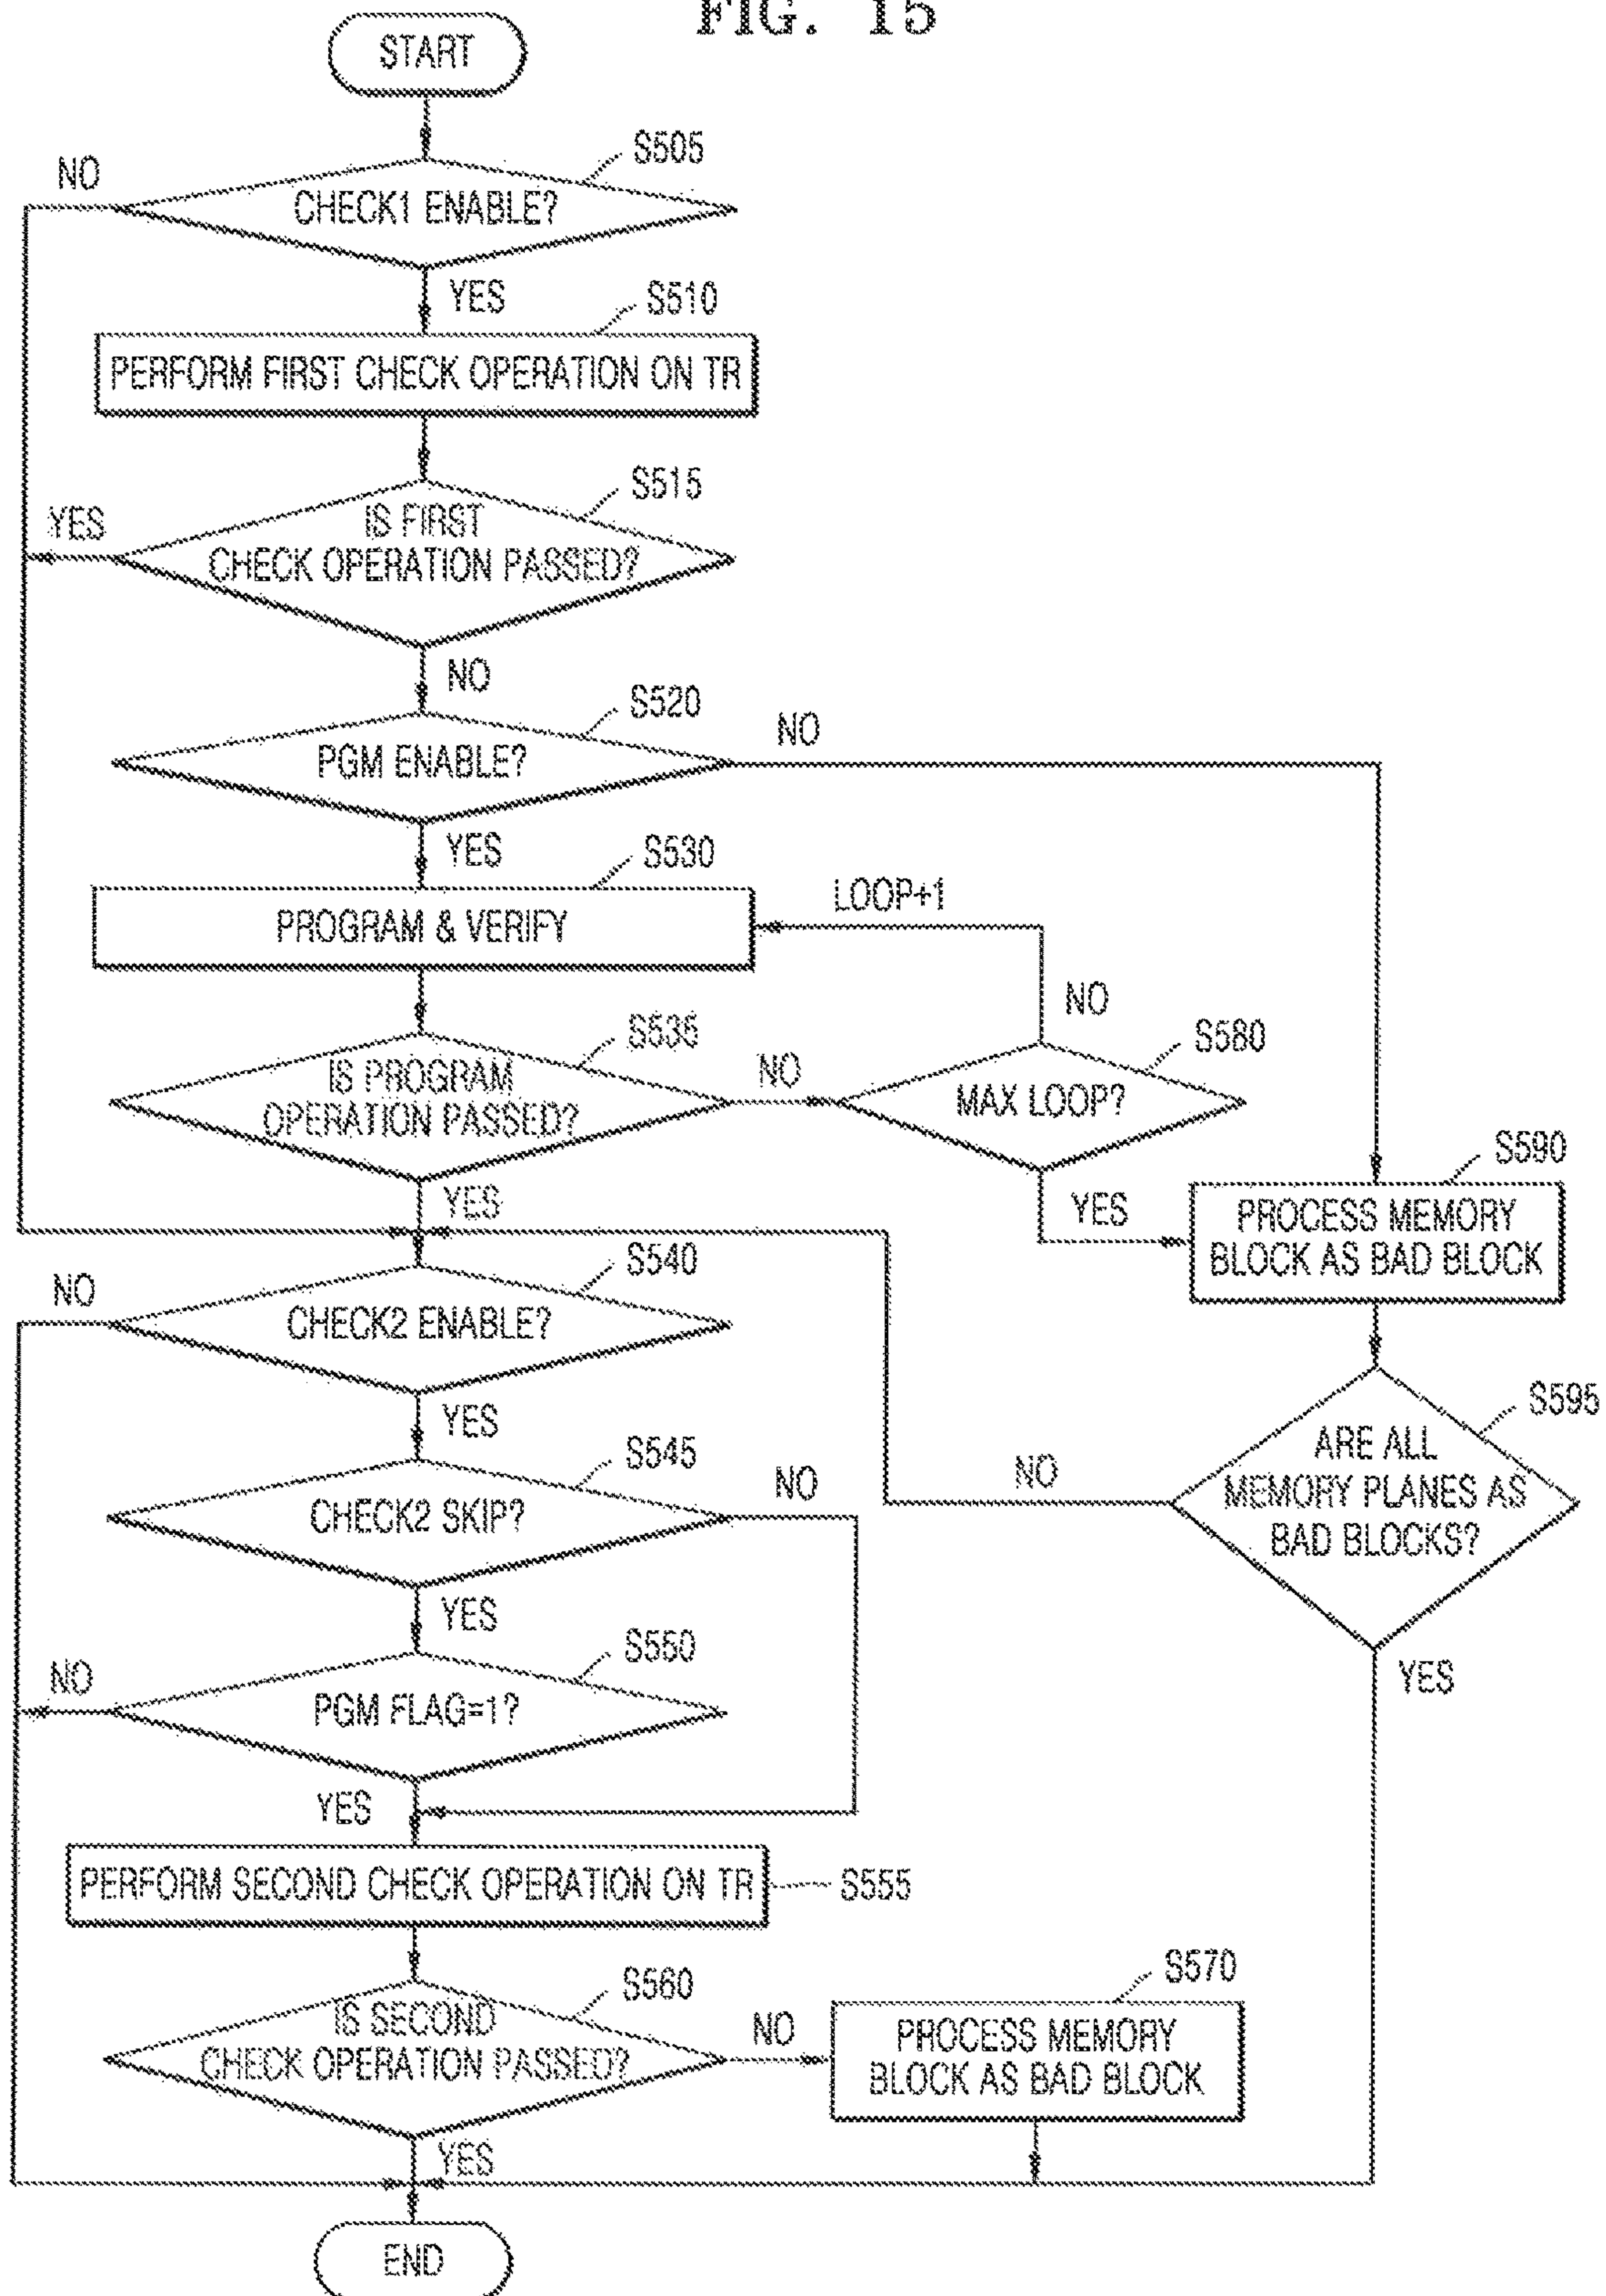 FIG. 15
START
S505
NO
CHECK1 ENABLE?
YES
S510
PERFORM FIRST CHECK OPERATION ON TR
S515
YES
IS FIRST
CHECK OPERATION PASSED?
NO
S520
NO
PGM ENABLE?
YES
S530
LOOP+1
PROGRAM & VERIFY
NO
S535
S580
IS PROGRAM
OPERATION PASSED?
NO
MAX LOOP?
S590
YES
YES
PROCESS MEMORY
BLOCK AS BAD BLOCK
S540
NO
CHECK2 ENABLE?
YES
S595
ARE ALL
MEMORY PLANES AS
BAD BLOCKS?
NO
YES
S545
NO
CHECK2 SKIP?
YES
S550
NO
PGM FLAG=1?
YES
PERFORM SECOND CHECK OPERATION ON TR
S555
S560
S570
IS SECOND
CHECK OPERATION PASSED?
NO
PROCESS MEMORY
BLOCK AS BAD BLOCK
YES
END